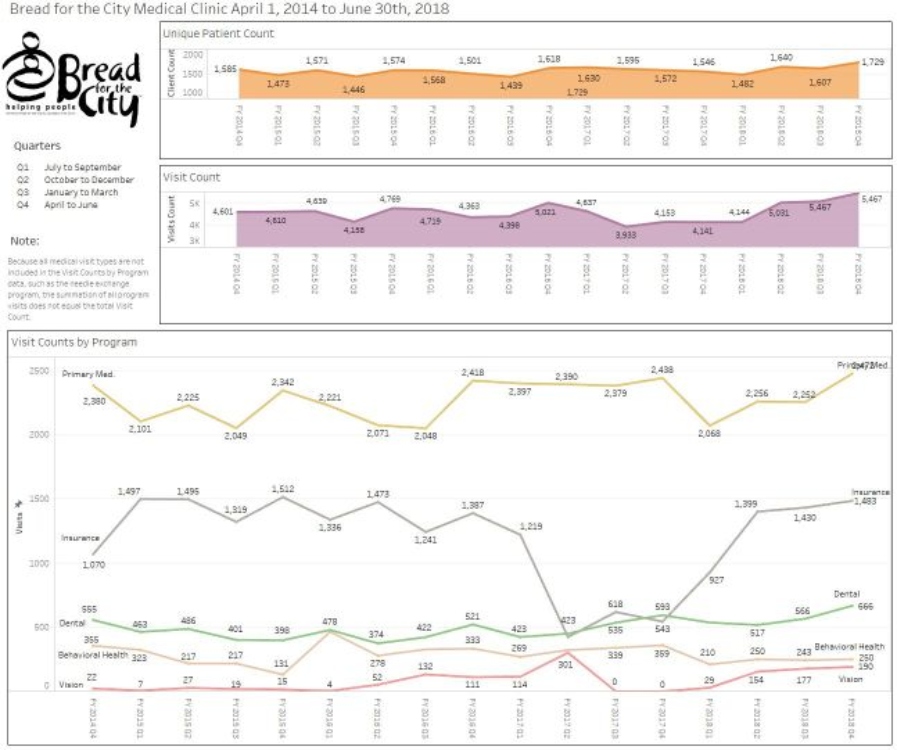 Bread for the City Medical Clinic April 1, 2014 to June 30th, 2018
Bread
for the
City
helping people
Quarters
Q1 July to September
Q2 October to December
Q3 January to March
Q4 April to June
Note:
Because all medical visit types are not
included in the Visit Counts by Program
data, such as the needle exchange
program, the summation of all program
visits does not equal the total Visit
Count.
Unique Patient Count
Client Count
2000
1500
1000
1,585
1,473
1,571
1,446
1,574
1,568
1,501
1,439
1,618
1,630
1,729
1,595
1,572
1,546
1,482
1,640
1,607
1,729
FY 2014 Q4
FY 2015 Q1
FY 2015 Q2
FY 2015 Q3
FY 2015 Q4
FY 2016 Q1
FY 2016 Q2
FY 2016 Q3
FY 2016 Q4
FY 2017 Q1
FY 2017 Q2
FY 2017 Q3
FY 2017 Q4
FY 2018 Q1
FY 2018 Q2
FY 2018 Q3
FY 2018 Q4
Visit Count
Visits Count
5K
4K
3K
4,601
4,610
4,639
4,158
4,769
4,719
4,363
4,398
5,021
4,637
3,933
4,153
4,141
4,144
5,031
5,467
5,467
FY 2014 Q4
FY 2015 Q1
FY 2015 Q2
FY 2015 Q3
FY 2015 Q4
FY 2016 Q1
FY 2016 Q2
FY 2016 Q3
FY 2016 Q4
FY 2017 Q1
FY 2017 Q2
FY 2017 Q3
FY 2017 Q4
FY 2018 Q1
FY 2018 Q2
FY 2018 Q3
FY 2018 Q4
Visit Counts by Program
Visits
2500
2000
1500
1000
500
0
Primary Med.
2,380
2,101
2,225
2,049
2,342
2,221
2,071
2,048
2,418
2,397
2,390
2,379
2,438
2,068
2,256
2,252
Primary Med.
Insurance
1,070
1,497
1,495
1,319
1,512
1,336
1,473
1,241
1,387
1,219
423
618
543
927
1,399
1,430
1,483
Insurance
Dental
555
463
486
401
398
478
374
422
521
423
535
593
517
566
666
Dental
Behavioral Health
355
323
217
217
131
278
333
269
339
359
210
250
243
250
Behavioral Health
Vision
22
7
27
19
15
4
52
132
111
114
301
0
0
29
154
177
190
Vision
FY 2014 Q4
FY 2015 Q1
FY 2015 Q2
FY 2015 Q3
FY 2015 Q4
FY 2016 Q1
FY 2016 Q2
FY 2016 Q3
FY 2016 Q4
FY 2017 Q1
FY 2017 Q2
FY 2017 Q3
FY 2017 Q4
FY 2018 Q1
FY 2018 Q2
FY 2018 Q3
FY 2018 Q4